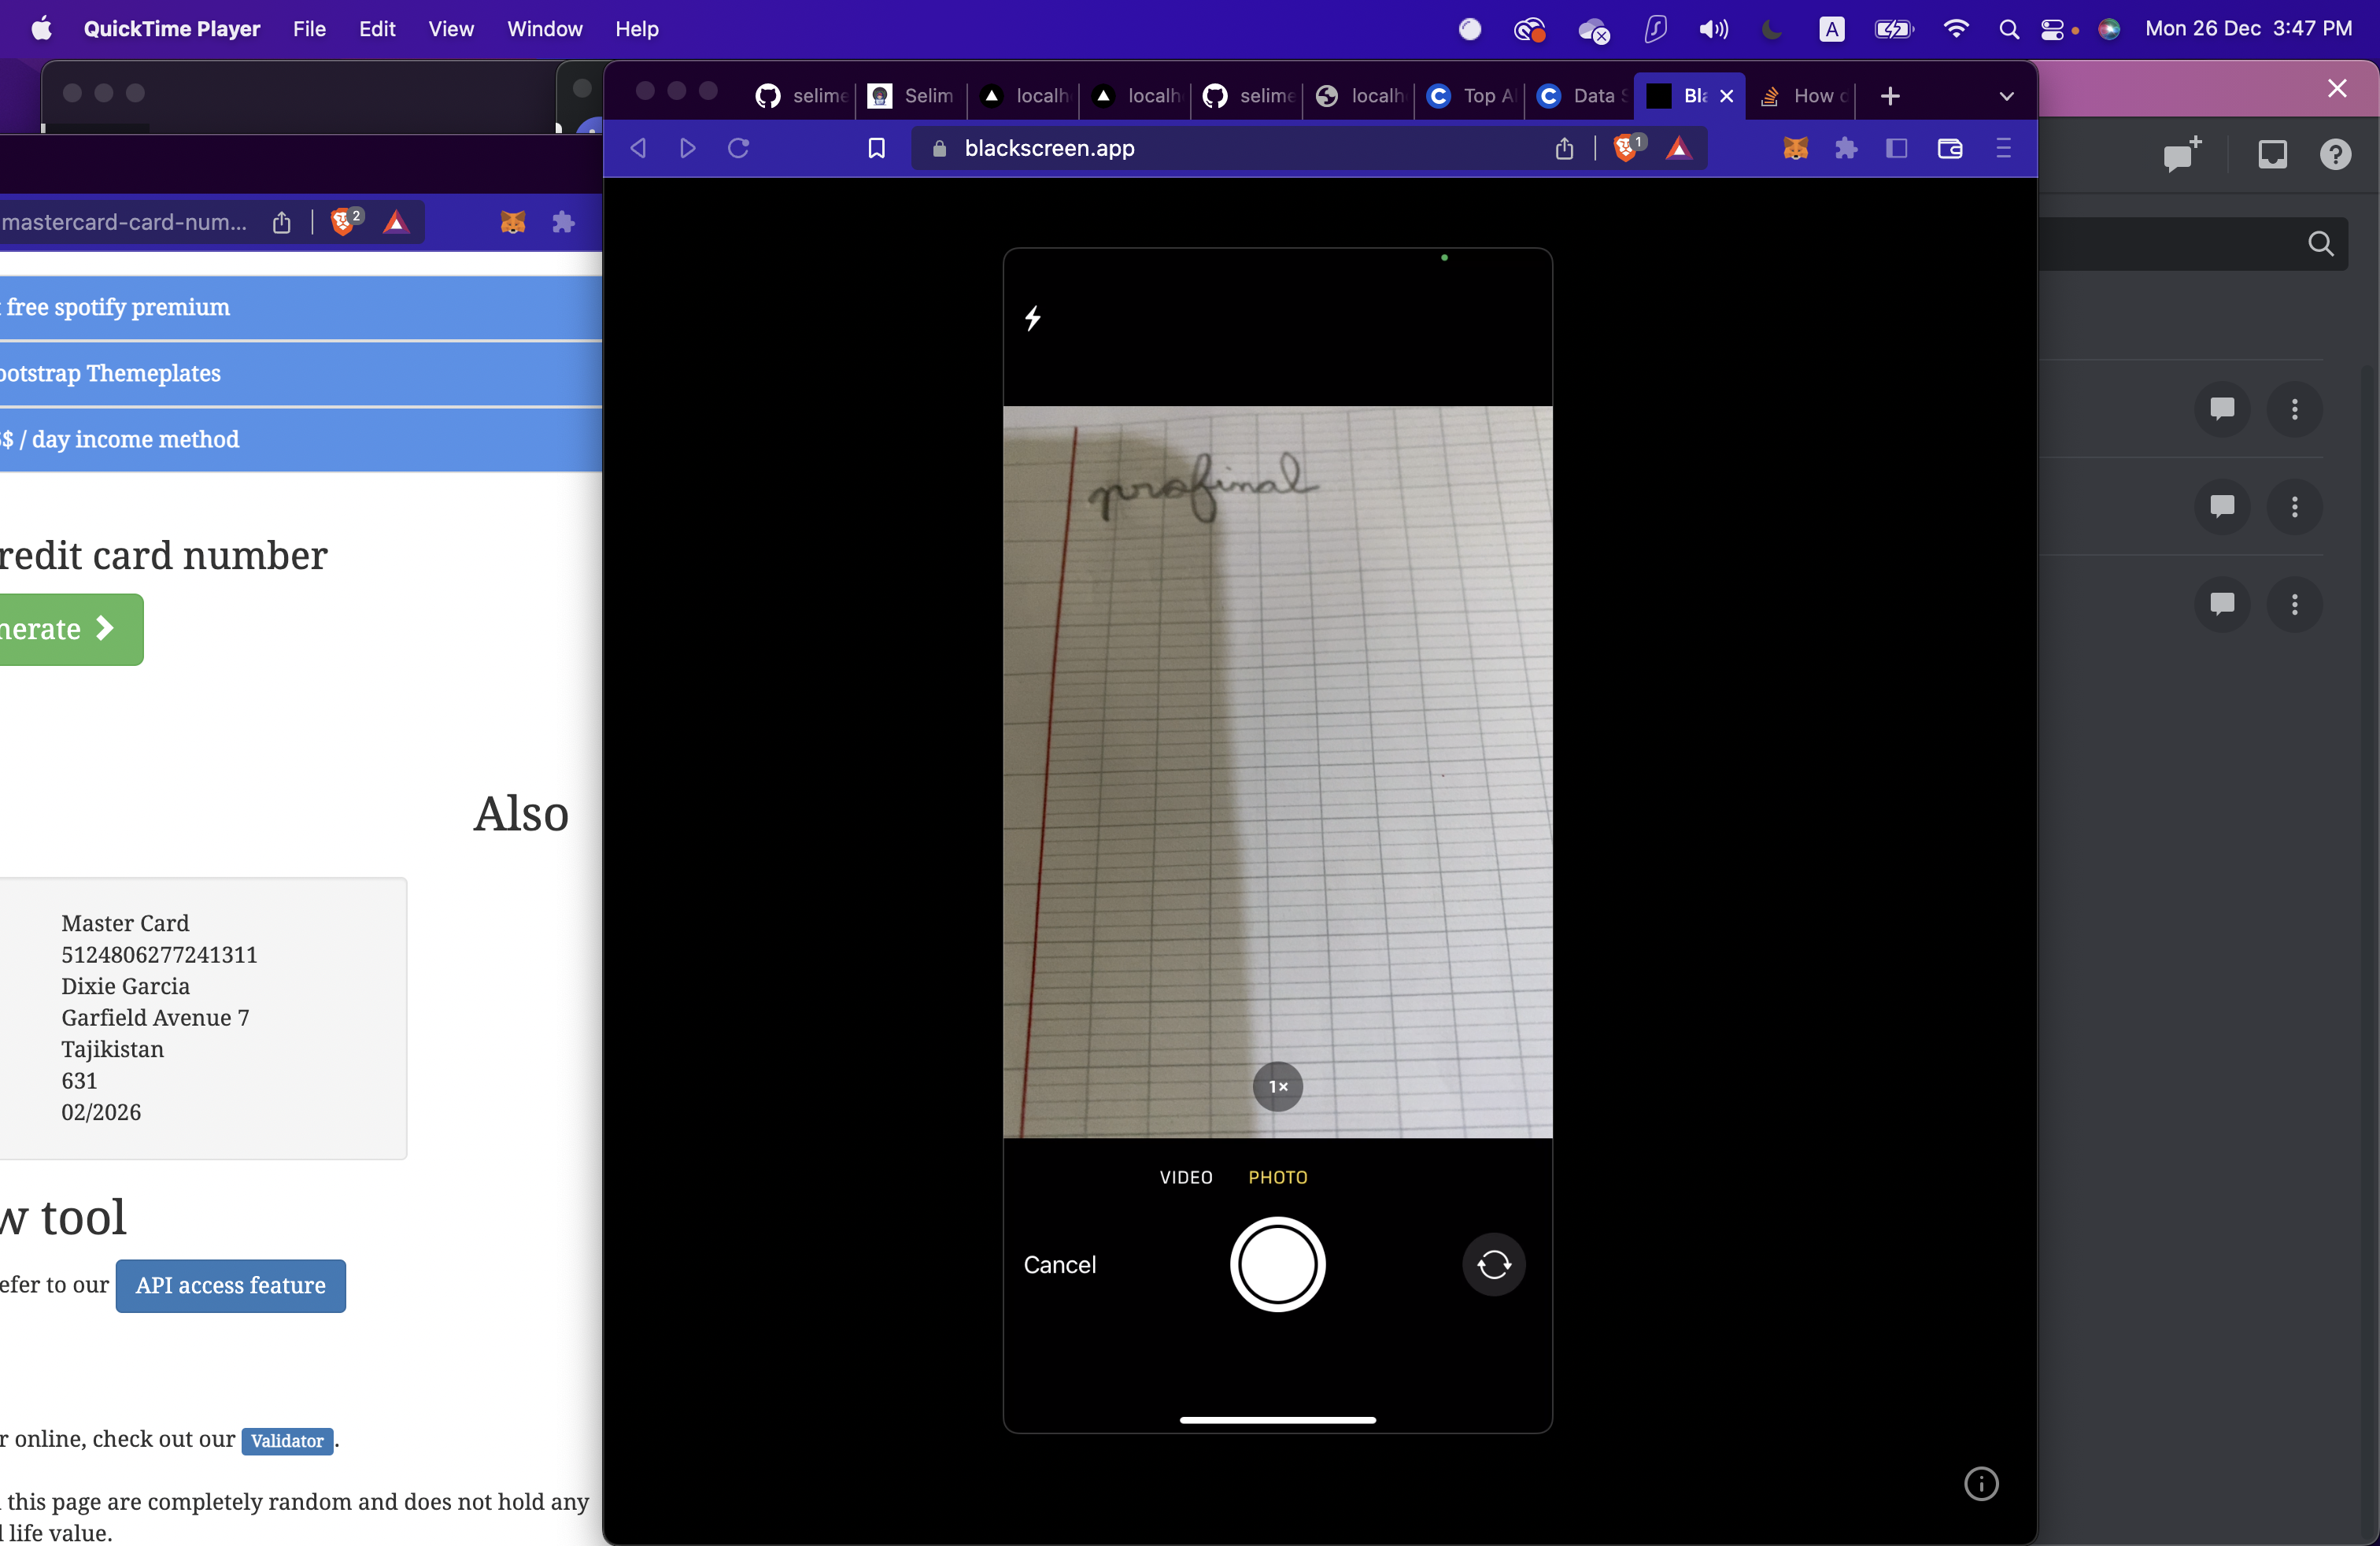 QuickTime Player File Edit View Window Help A Mon 26 Dec 3:47 PM
selime Selim localh localh selime localh Top A Data S Bla How c
blackscreen.app 1
mastercard-card-num... 2
free spotify premium
ootstrap Themeplates
$$ / day income method
redit card number
nerate
Also
Master Card
5124806277241311
Dixie Garcia
Garfield Avenue 7
Tajikistan
631
02/2026
w tool
efer to our API access feature
r online, check out our Validator.
this page are completely random and does not hold any
l life value.
profinal
1×
VIDEO PHOTO
Cancel